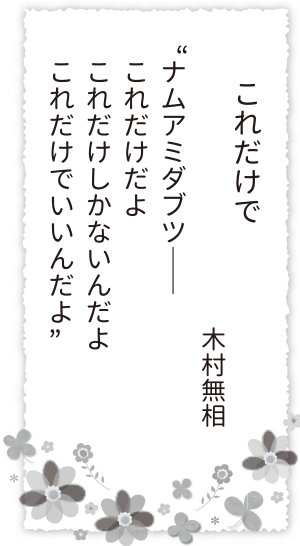 これだけで
木村無相
“ナムアミダブツ――
これだけだよ
これだけしかないんだよ
これだけでいいんだよ”